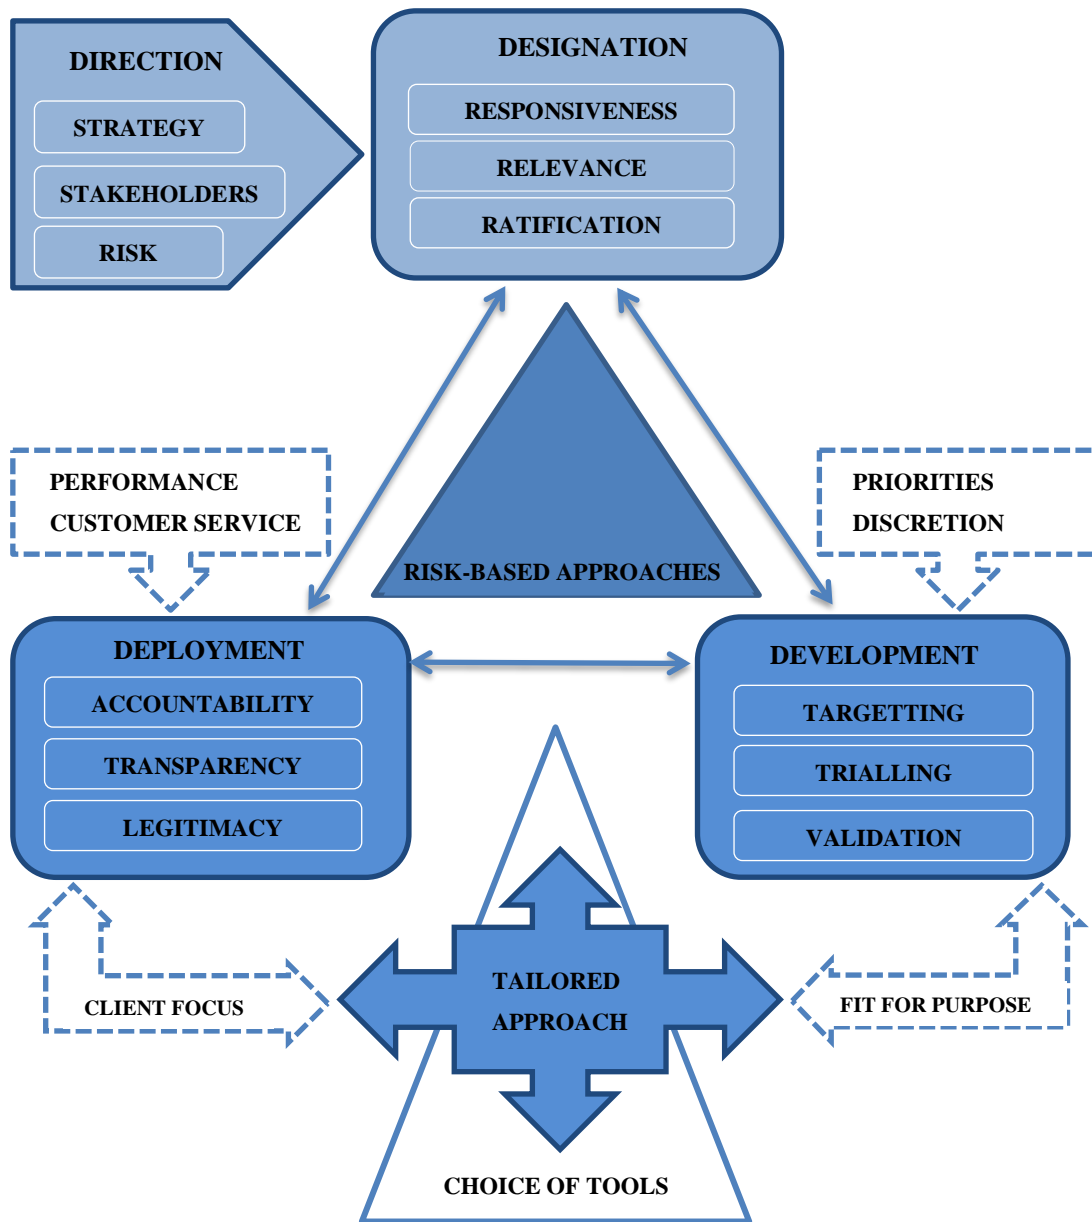 DIRECTION
STRATEGY
STAKEHOLDERS
RISK
DESIGNATION
RESPONSIVENESS
RELEVANCE
RATIFICATION
PERFORMANCE
CUSTOMER SERVICE
PRIORITIES
DISCRETION
RISK-BASED APPROACHES
DEPLOYMENT
ACCOUNTABILITY
TRANSPARENCY
LEGITIMACY
DEVELOPMENT
TARGETTING
TRIALLING
VALIDATION
CLIENT FOCUS
TAILORED
APPROACH
FIT FOR PURPOSE
CHOICE OF TOOLS